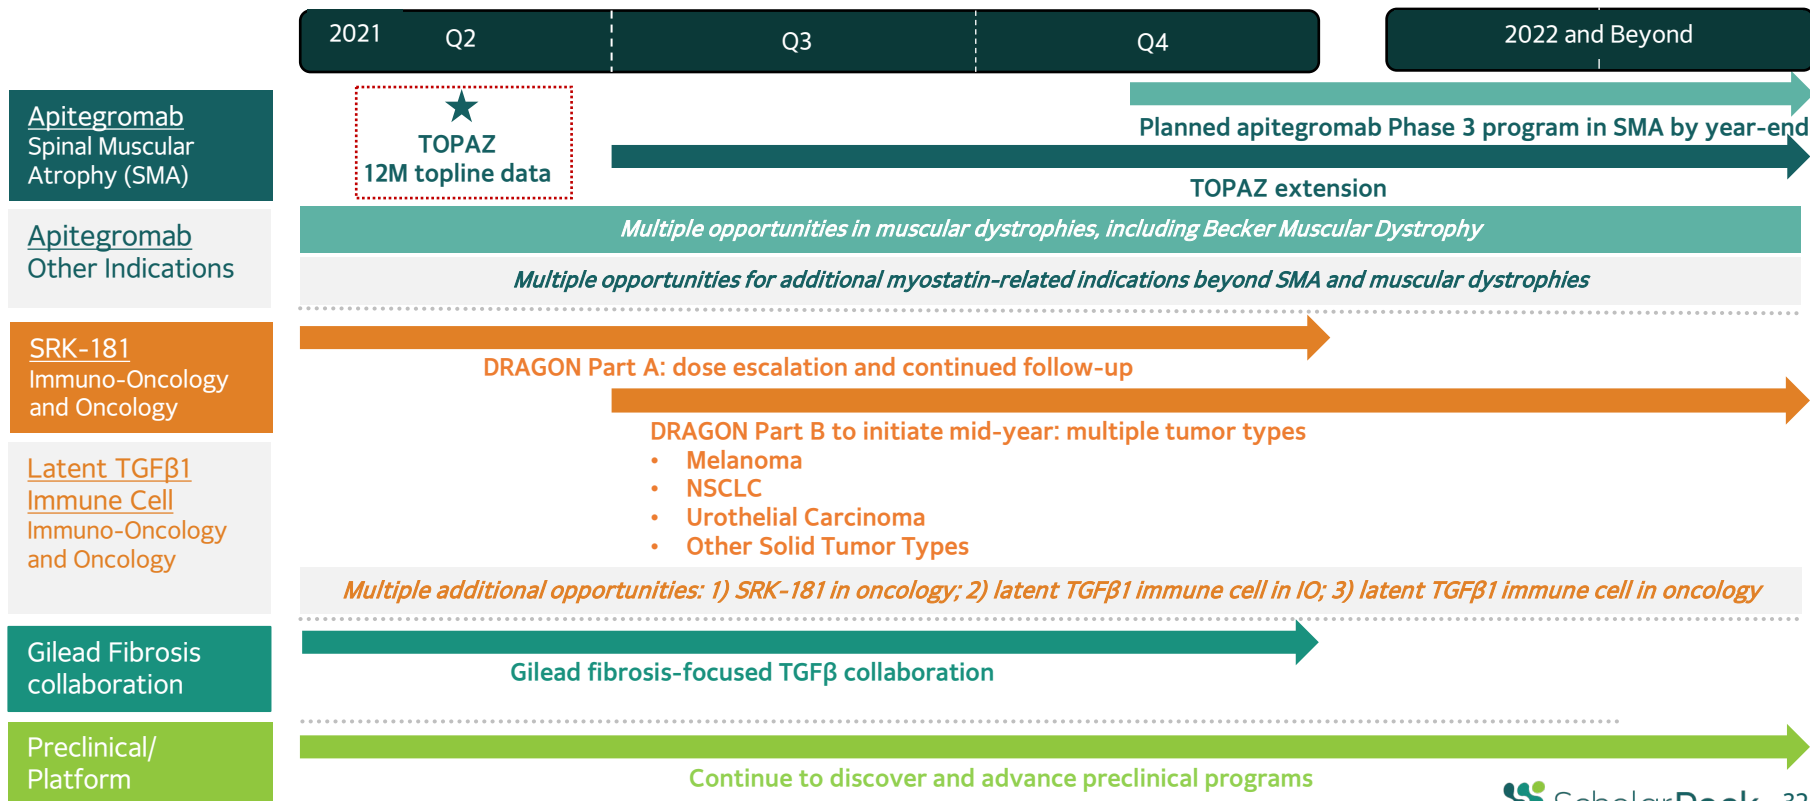 2021
Q2
Q3
Q4
2022 and Beyond
Apitegromab
Spinal Muscular
Atrophy (SMA)
TOPAZ
12M topline data
Planned apitegromab Phase 3 program in SMA by year-end
TOPAZ extension
Apitegromab
Other Indications
Multiple opportunities in muscular dystrophies, including Becker Muscular Dystrophy
Multiple opportunities for additional myostatin-related indications beyond SMA and muscular dystrophies
SRK-181
Immuno-Oncology
and Oncology
DRAGON Part A: dose escalation and continued follow-up
DRAGON Part B to initiate mid-year: multiple tumor types
• Melanoma
• NSCLC
• Urothelial Carcinoma
• Other Solid Tumor Types
Latent TGFβ1
Immune Cell
Immuno-Oncology
and Oncology
Multiple additional opportunities: 1) SRK-181 in oncology; 2) latent TGFβ1 immune cell in IO; 3) latent TGFβ1 immune cell in oncology
Gilead Fibrosis
collaboration
Gilead fibrosis-focused TGFβ collaboration
Preclinical/
Platform
Continue to discover and advance preclinical programs
ScholarRock
32